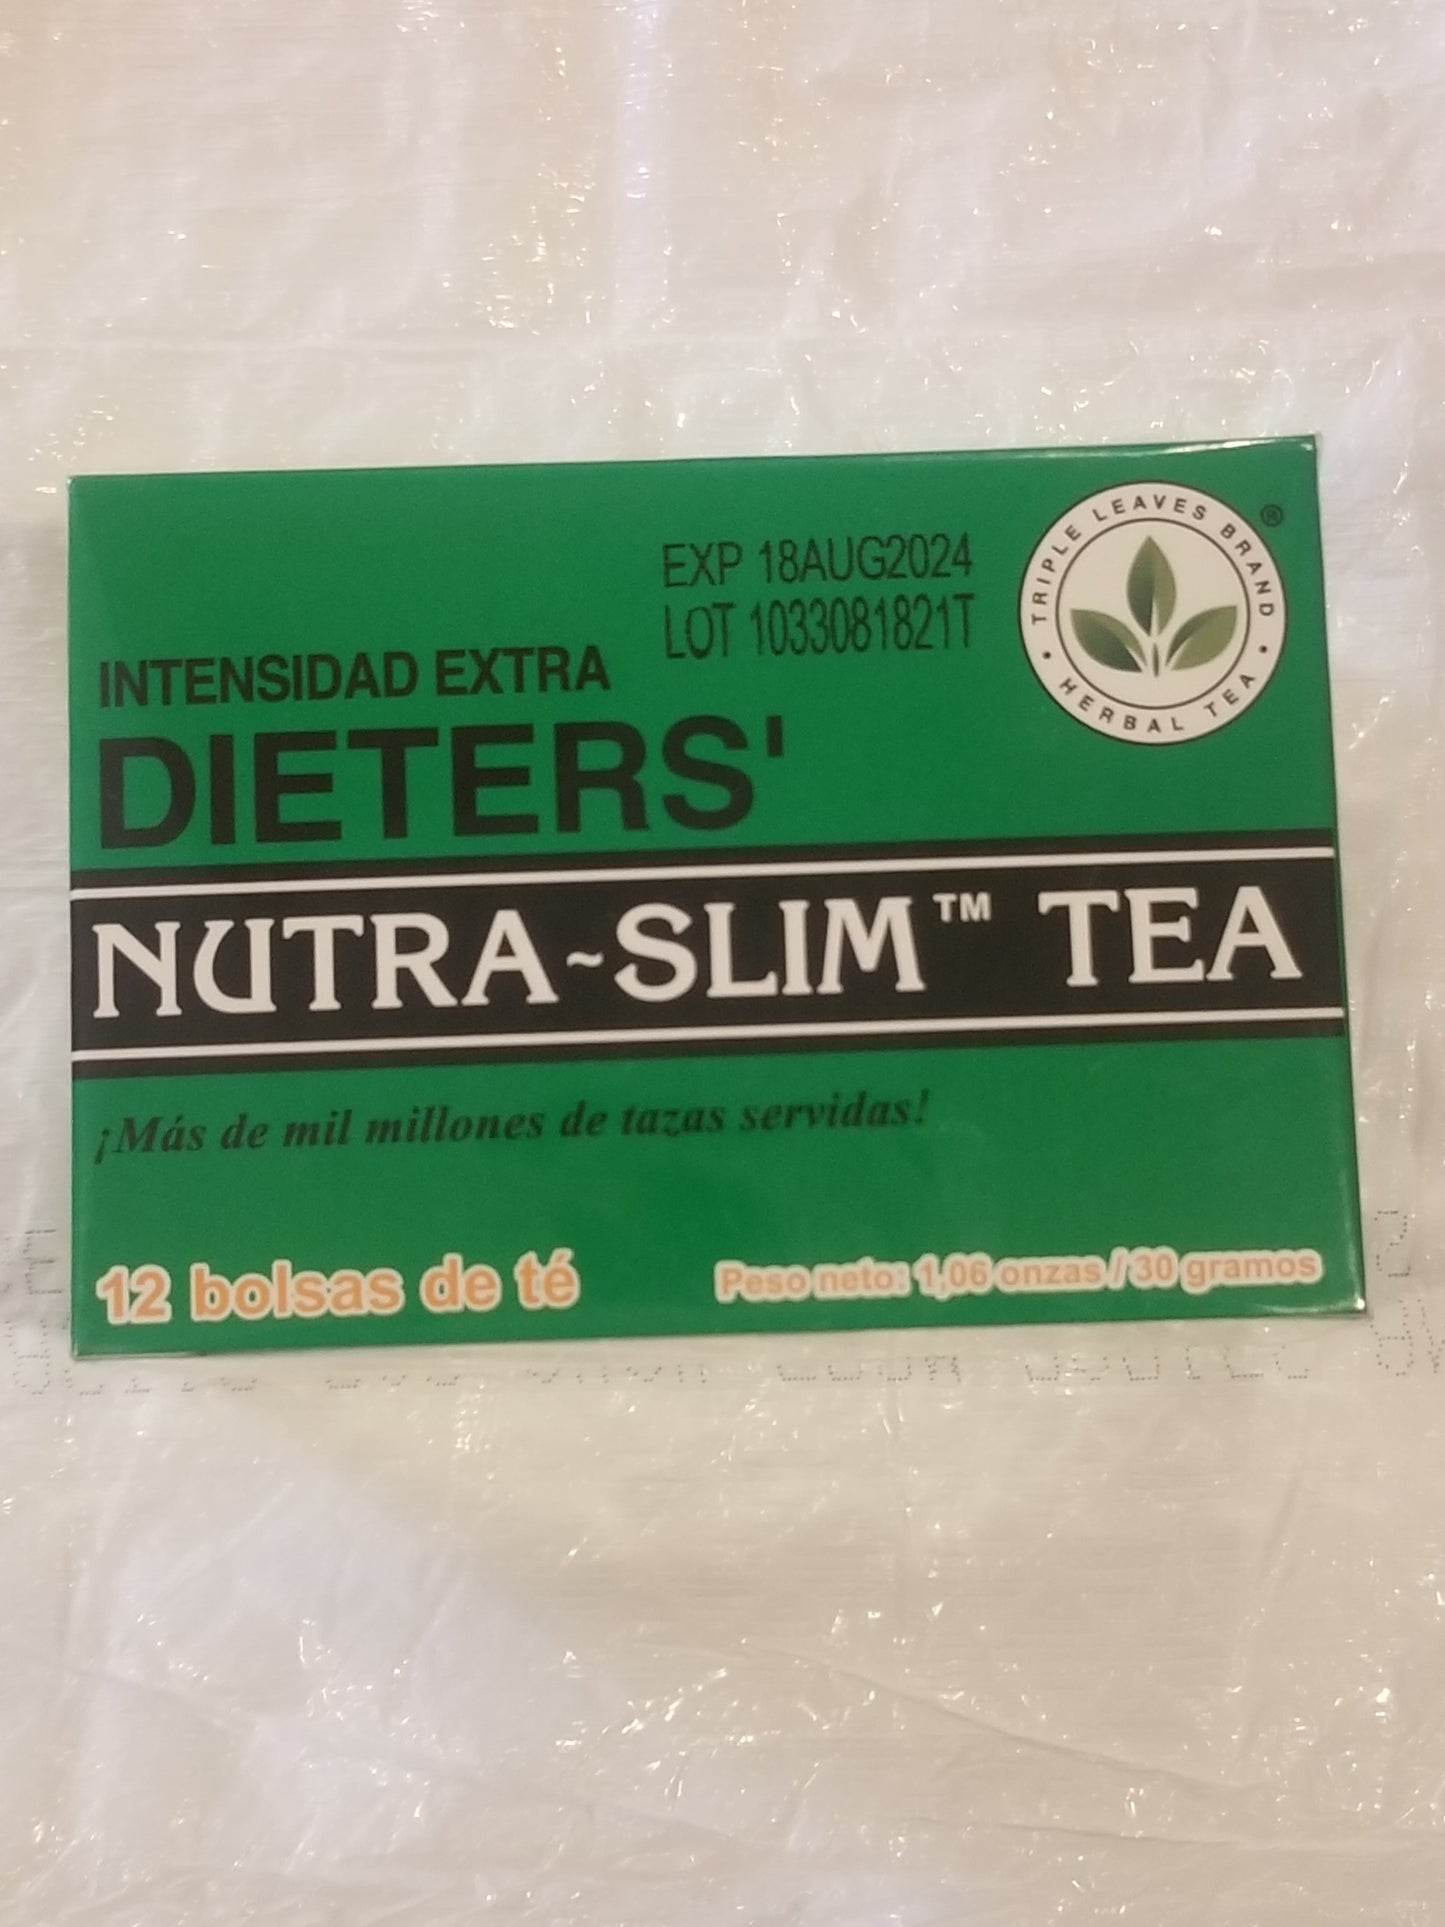 EXP 18AUG2024
LOT 1033081821T
TRIPLE LEAVES BRAND
• HERBAL TEA •
®
INTENSIDAD EXTRA
DIETERS'
NUTRA~SLIM™ TEA
¡Más de mil millones de tazas servidas!
12 bolsas de té
Peso neto: 1,06 onzas / 30 gramos